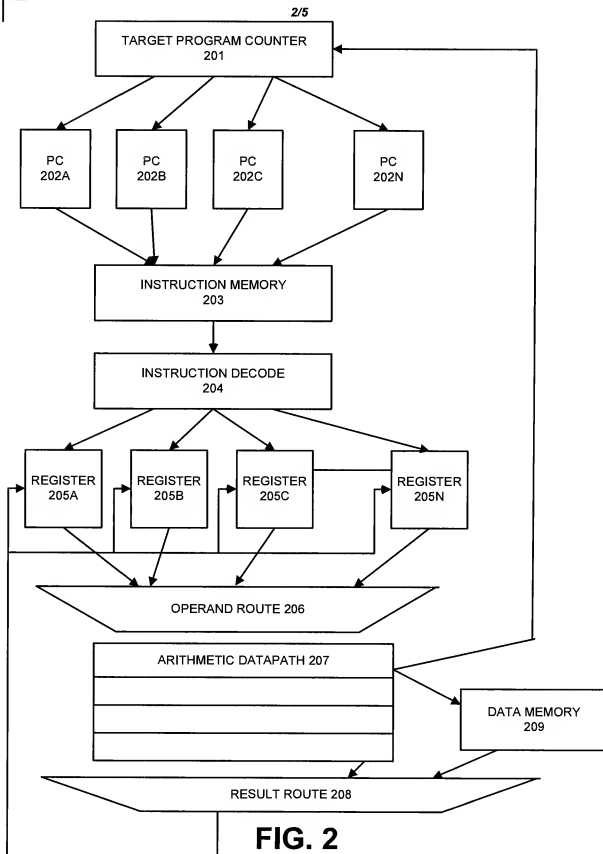 2/5
TARGET PROGRAM COUNTER
201
PC
202A
PC
202B
PC
202C
PC
202N
INSTRUCTION MEMORY
203
INSTRUCTION DECODE
204
REGISTER
205A
REGISTER
205B
REGISTER
205C
REGISTER
205N
OPERAND ROUTE 206
ARITHMETIC DATAPATH 207
DATA MEMORY
209
RESULT ROUTE 208
FIG. 2